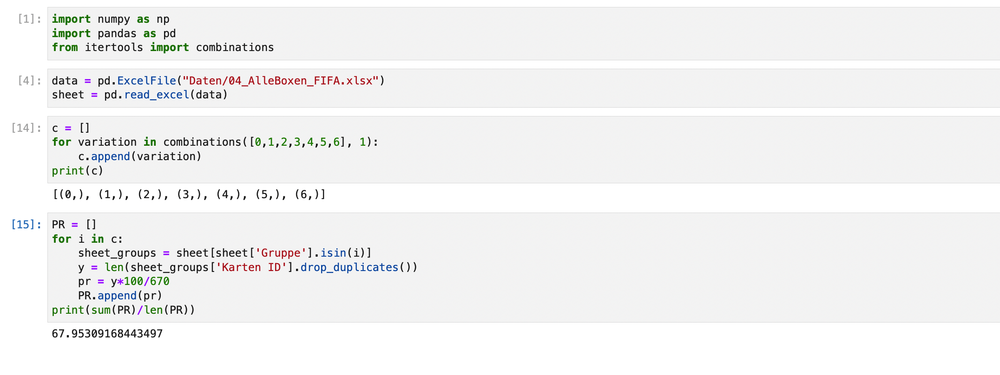 [1]: import numpy as np
import pandas as pd
from itertools import combinations
[4]: data = pd.ExcelFile("Daten/04_AlleBoxen_FIFA.xlsx")
sheet = pd.read_excel(data)
[14]: c = []
for variation in combinations([0,1,2,3,4,5,6], 1):
    c.append(variation)
print(c)
[(0,), (1,), (2,), (3,), (4,), (5,), (6,)]
[15]: PR = []
for i in c:
    sheet_groups = sheet[sheet['Gruppe'].isin(i)]
    y = len(sheet_groups['Karten ID'].drop_duplicates())
    pr = y*100/670
    PR.append(pr)
print(sum(PR)/len(PR))
67.95309168443497